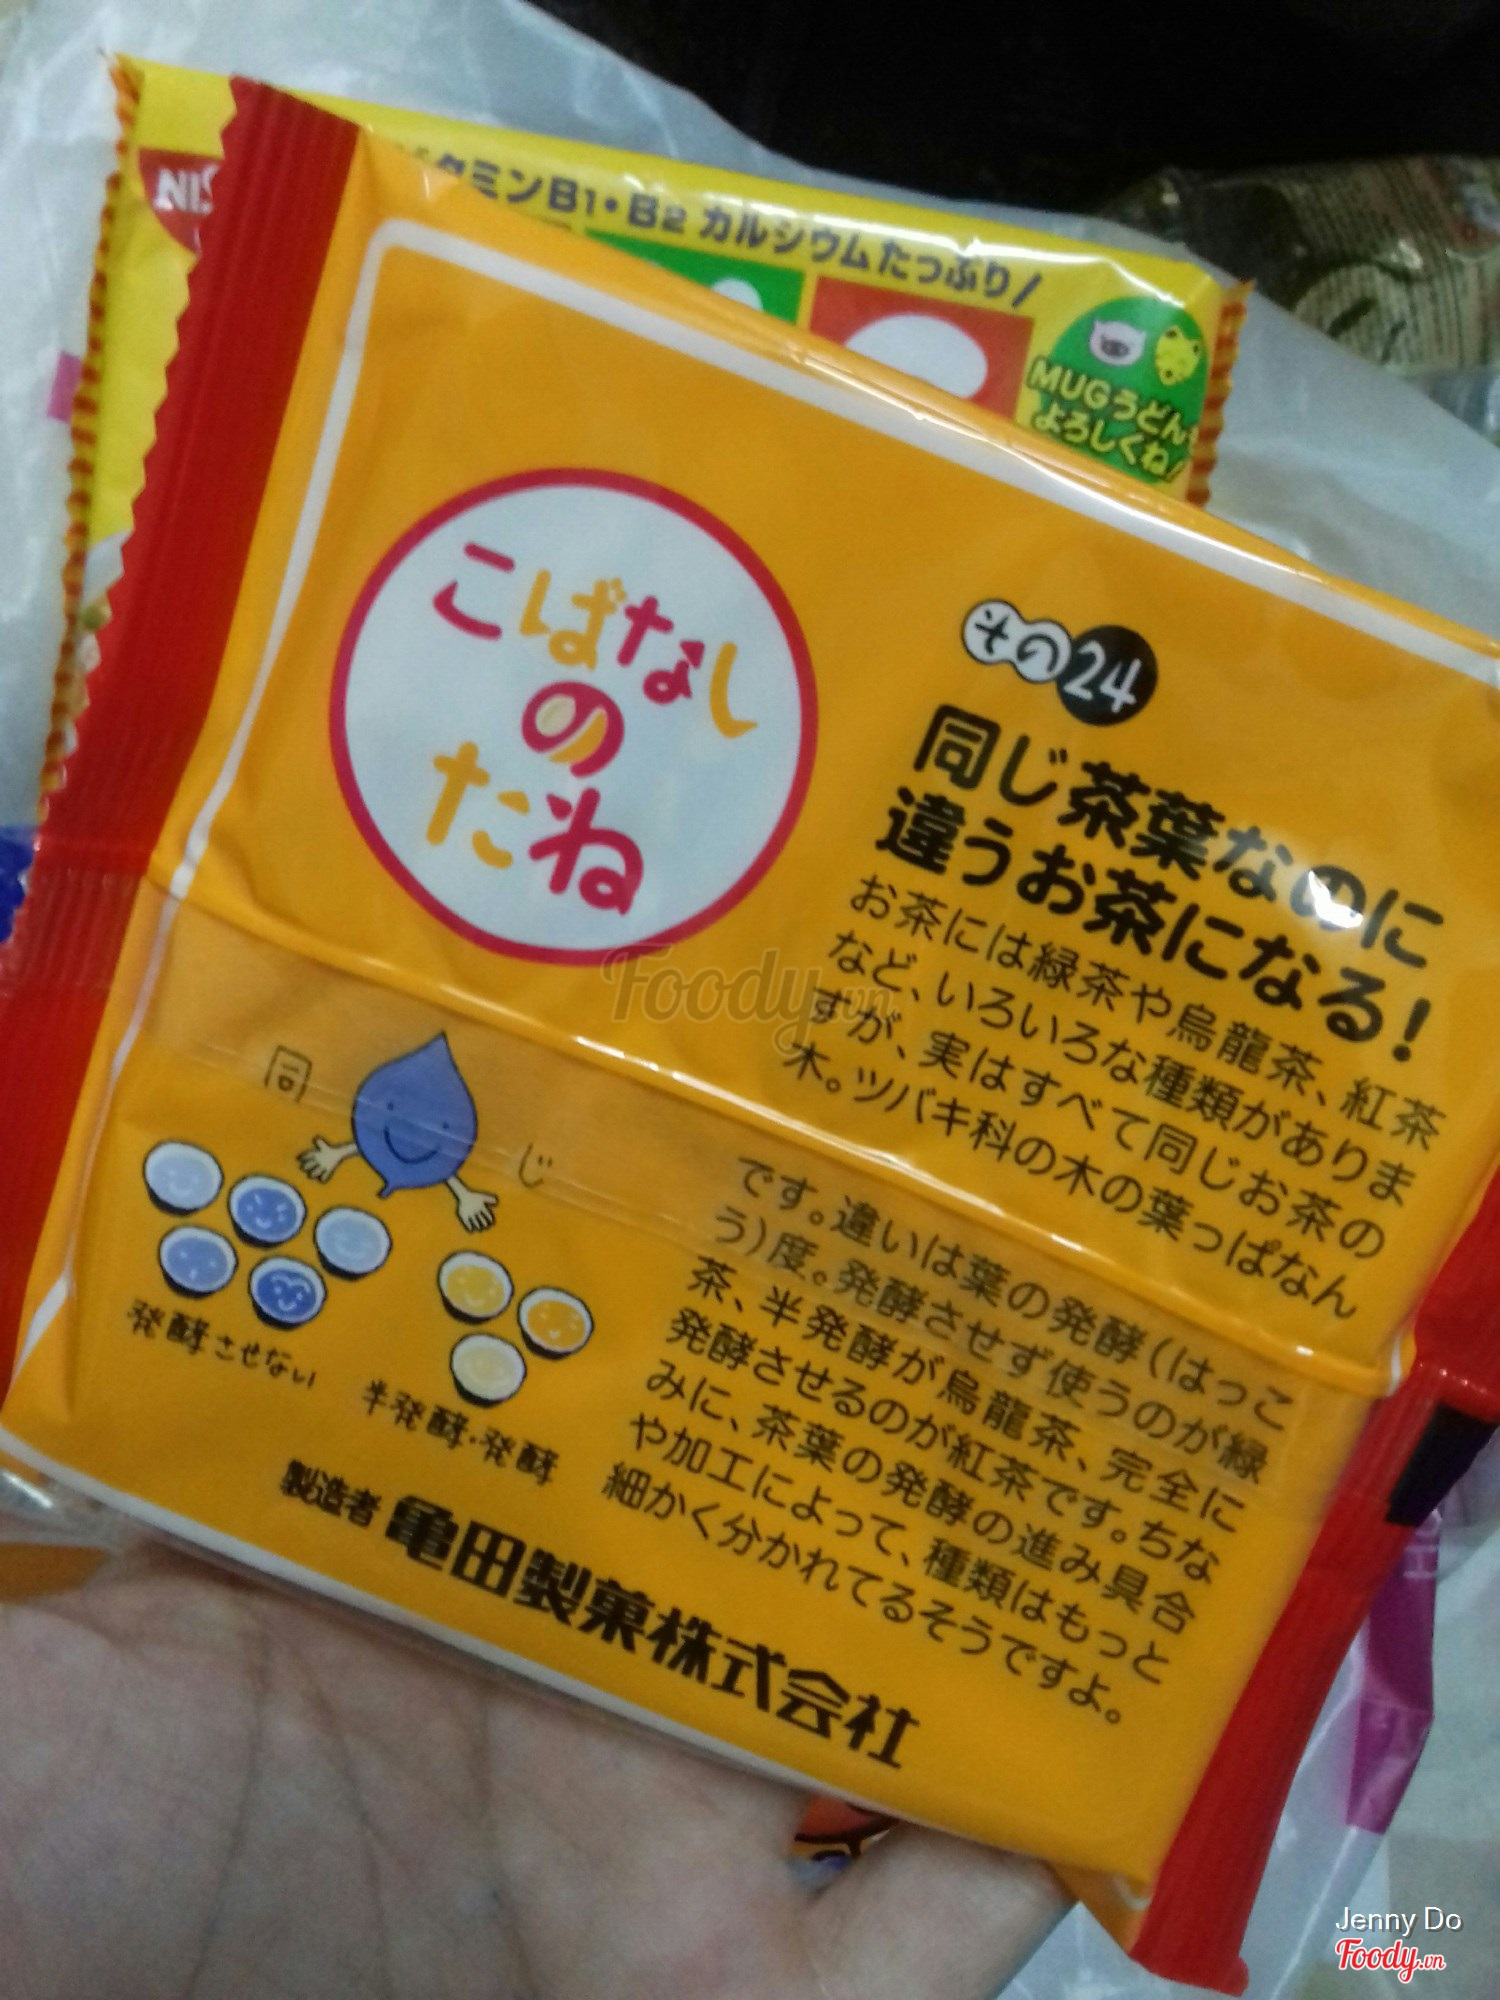 NIS
タミンB1・B2 カルシウムたっぷり!
MUGうどん
よろしくね!
こばなし
の
たね
その24
同じ茶葉なのに
違うお茶になる!
お茶には緑茶や烏龍茶、紅茶
など、いろいろな種類がありま
すが、実はすべて同じお茶の
木。ツバキ科の木の葉っぱなん
です。違いは葉の発酵(はっこ
う)度。発酵させず使うのが緑
茶、半発酵が烏龍茶、完全に
発酵させるのが紅茶です。ちな
みに、茶葉の発酵の進み具合
や加工によって、種類はもっと
細かく分かれてるそうですよ。
同じ
発酵させない
半発酵・発酵
製造者 亀田製菓株式会社
Foody.vn
Jenny Do
Foody.vn